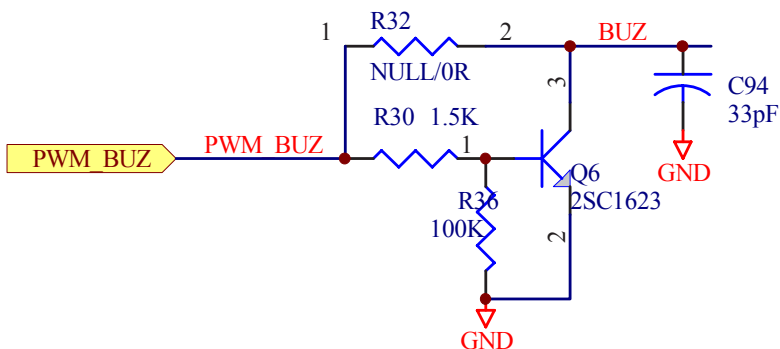 R32
1
2
BUZ
NULL/0R
3
C94
33pF
R30 1.5K
PWM_BUZ
PWM_BUZ
1
GND
Q6
2SC1623
R36
100K
2
GND